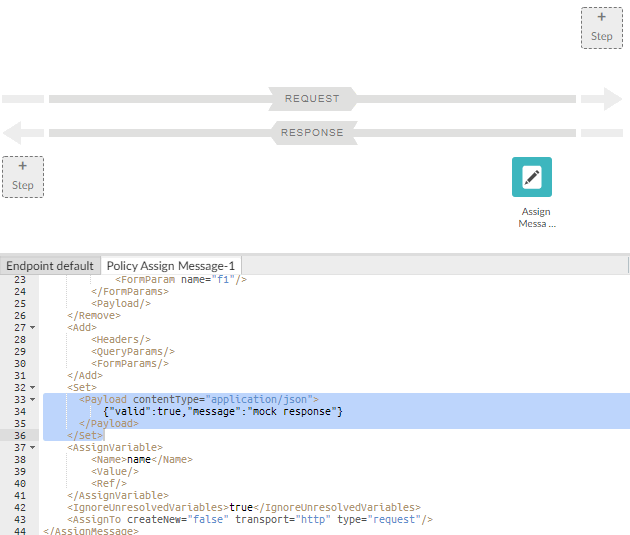 +
Step
REQUEST
RESPONSE
+
Step
Assign
Messa ...
Endpoint default
Policy Assign Message-1
23 <FormParam name="f1"/>
24 </FormParams>
25 <Payload/>
26 </Remove>
27 <Add>
28 <Headers/>
29 <QueryParams/>
30 <FormParams/>
31 </Add>
32 <Set>
33 <Payload contentType="application/json">
34 {"valid":true,"message":"mock response"}
35 </Payload>
36 </Set>
37 <AssignVariable>
38 <Name>name</Name>
39 <Value/>
40 <Ref/>
41 </AssignVariable>
42 <IgnoreUnresolvedVariables>true</IgnoreUnresolvedVariables>
43 <AssignTo createNew="false" transport="http" type="request"/>
44 </AssignMessage>